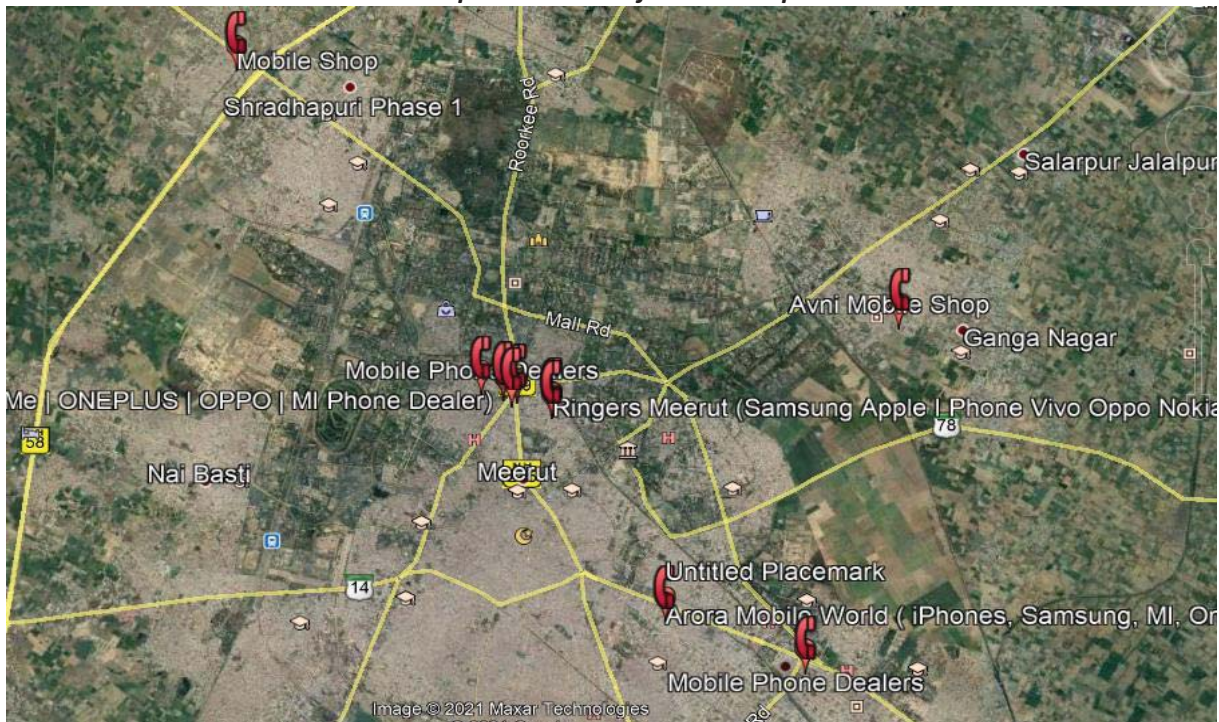 Mobile Shop
Shradhapuri Phase 1
Roorkee Rd
Salarpur Jalalpur
Avni Mobile Shop
Ganga Nagar
Mall Rd
Mobile Phone Dealers
Me | ONEPLUS | OPPO | MI Phone Dealer)
Ringers Meerut (Samsung Apple I Phone Vivo Oppo Nokia
78
58
Nai Basti
Meerut
14
Untitled Placemark
Arora Mobile World ( iPhones, Samsung, MI, On
Mobile Phone Dealers
Rd
Image © 2021 Maxar Technologies